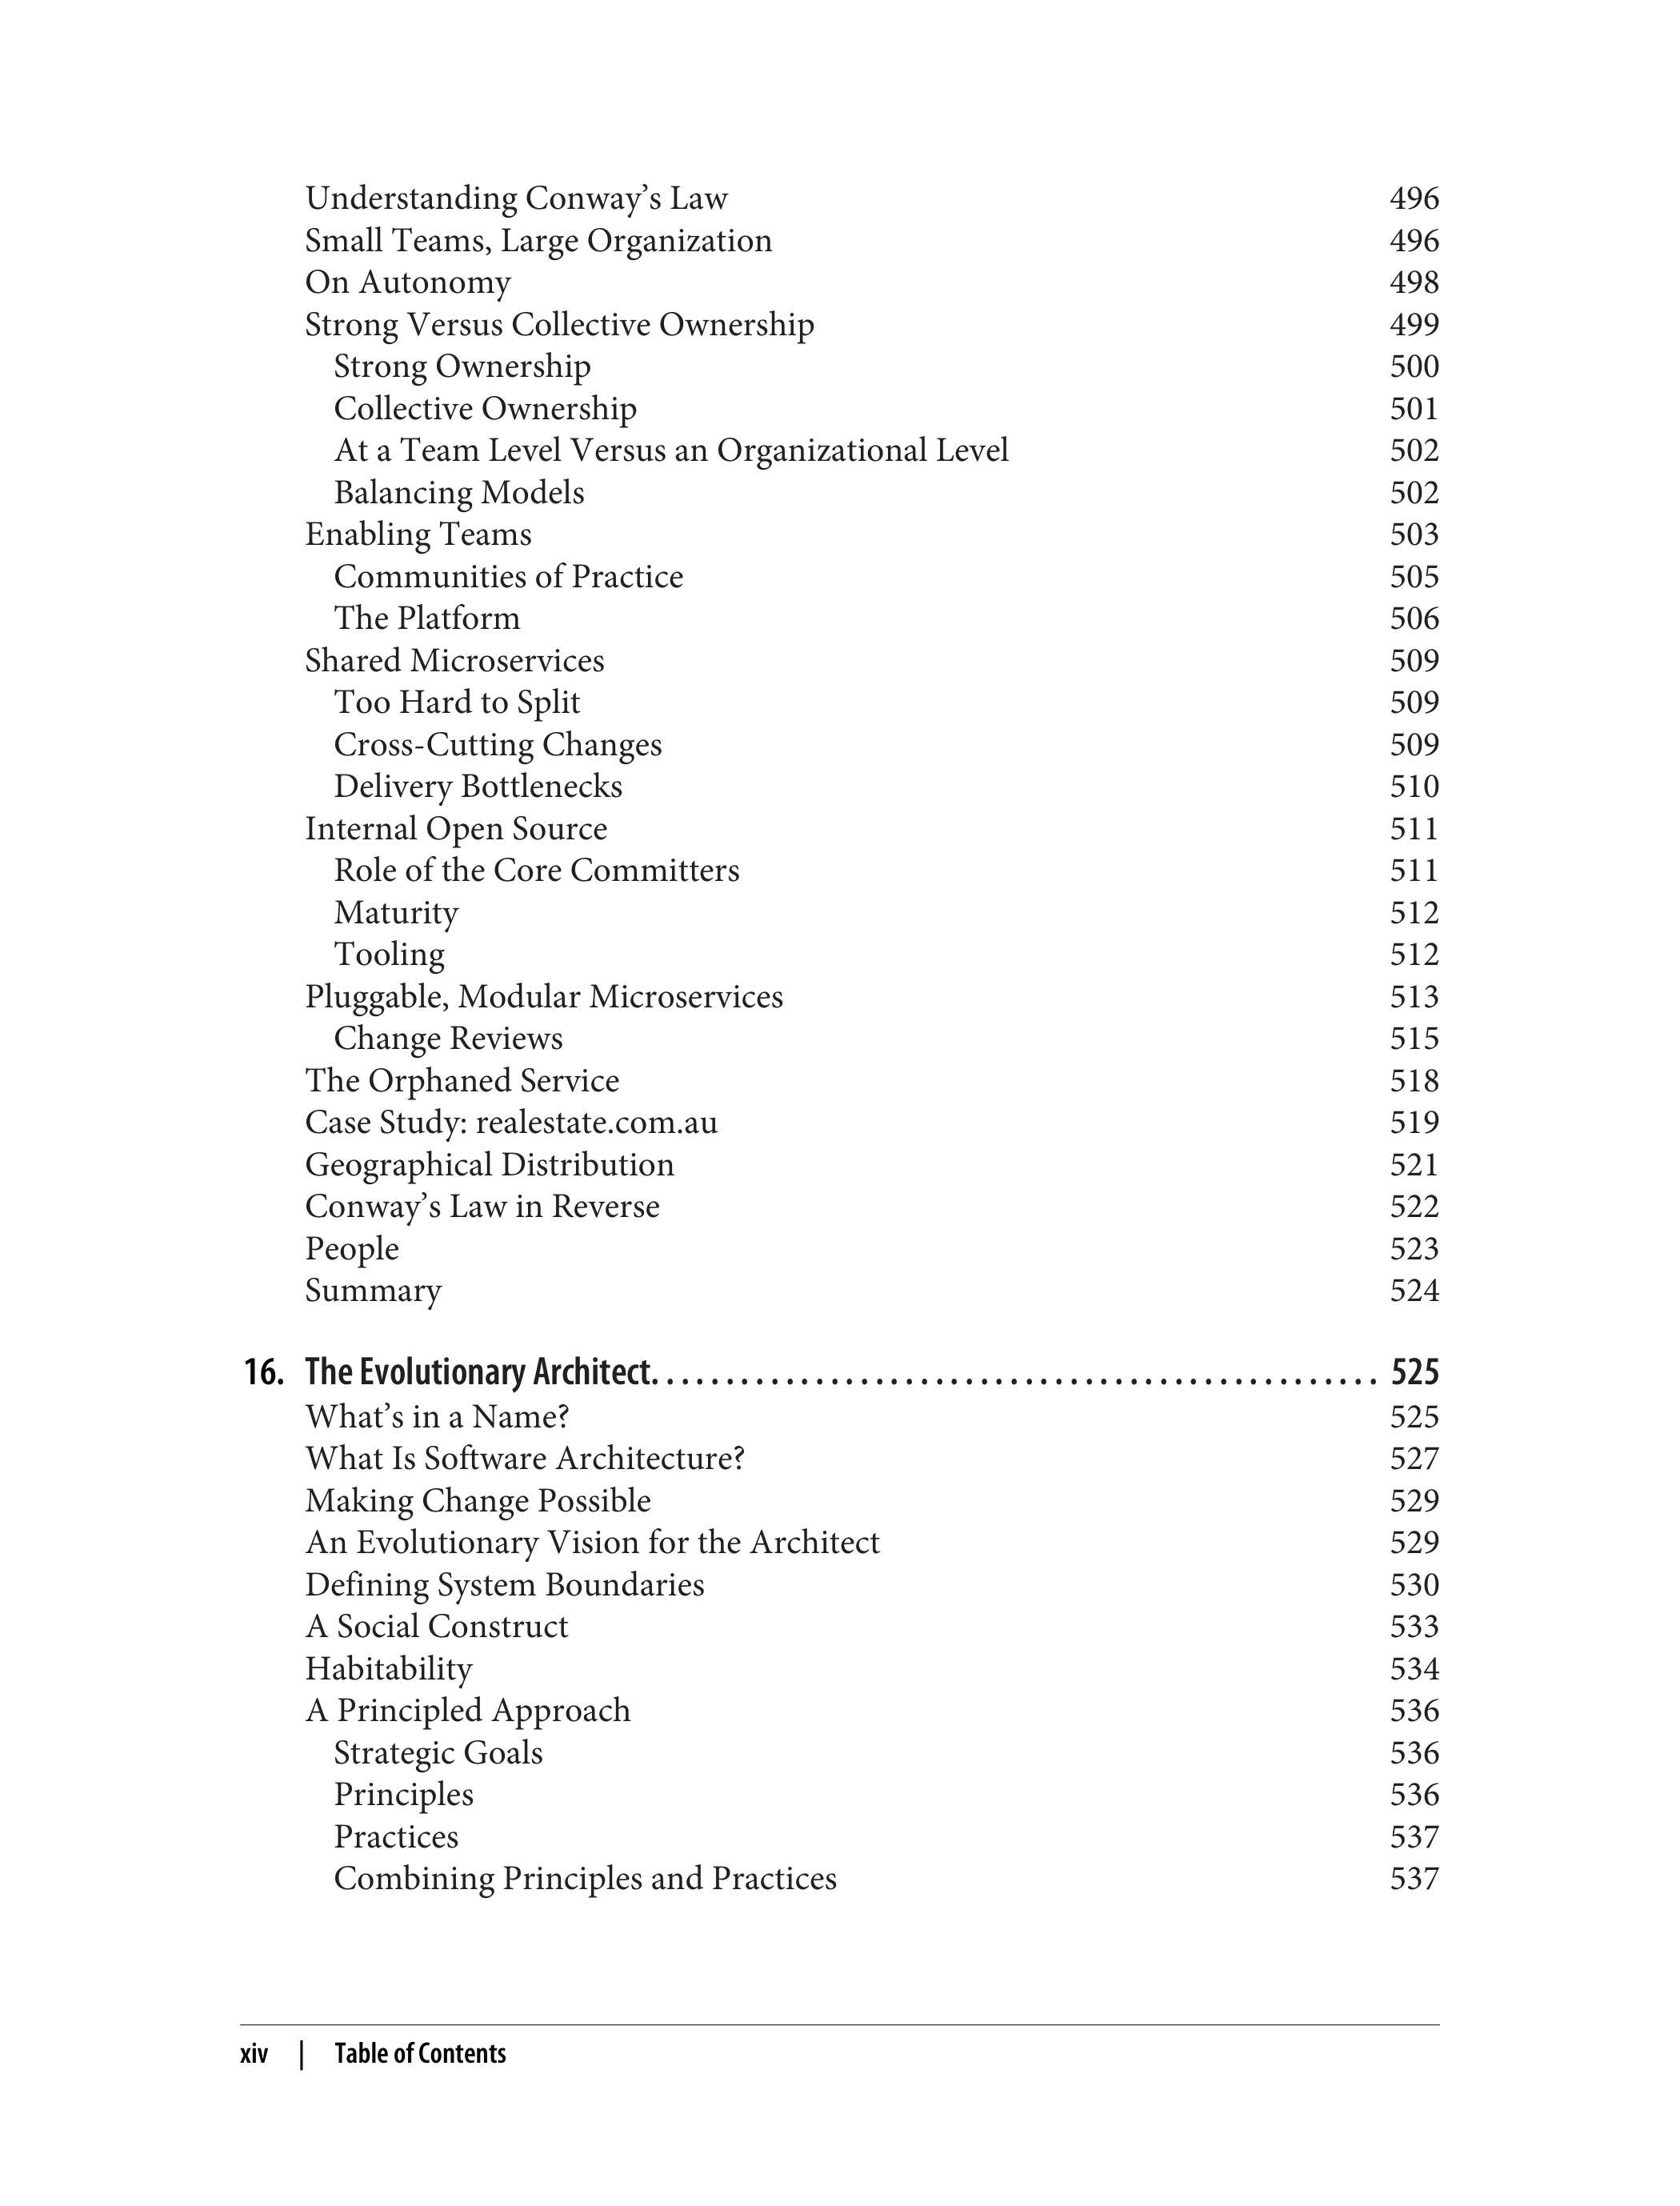 Understanding Conway’s Law 496
Small Teams, Large Organization 496
On Autonomy 498
Strong Versus Collective Ownership 499
Strong Ownership 500
Collective Ownership 501
At a Team Level Versus an Organizational Level 502
Balancing Models 502
Enabling Teams 503
Communities of Practice 505
The Platform 506
Shared Microservices 509
Too Hard to Split 509
Cross-Cutting Changes 509
Delivery Bottlenecks 510
Internal Open Source 511
Role of the Core Committers 511
Maturity 512
Tooling 512
Pluggable, Modular Microservices 513
Change Reviews 515
The Orphaned Service 518
Case Study: realestate.com.au 519
Geographical Distribution 521
Conway’s Law in Reverse 522
People 523
Summary 524
16. The Evolutionary Architect. . . . . . . . . . . . . . . . . . . . . . . . . . . . . . . . . . . . . . . . . . . . . . . . 525
What’s in a Name? 525
What Is Software Architecture? 527
Making Change Possible 529
An Evolutionary Vision for the Architect 529
Defining System Boundaries 530
A Social Construct 533
Habitability 534
A Principled Approach 536
Strategic Goals 536
Principles 536
Practices 537
Combining Principles and Practices 537
xiv | Table of Contents